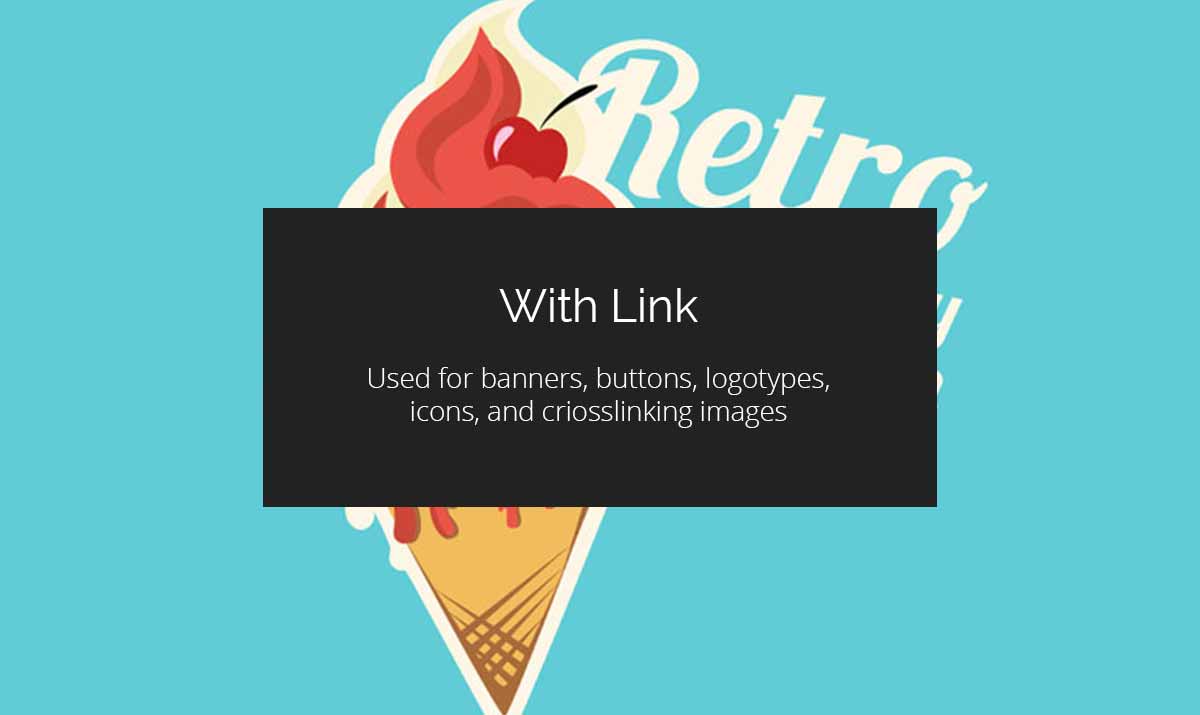 Retro
With Link
Used for banners, buttons, logotypes,
icons, and criosslinking images